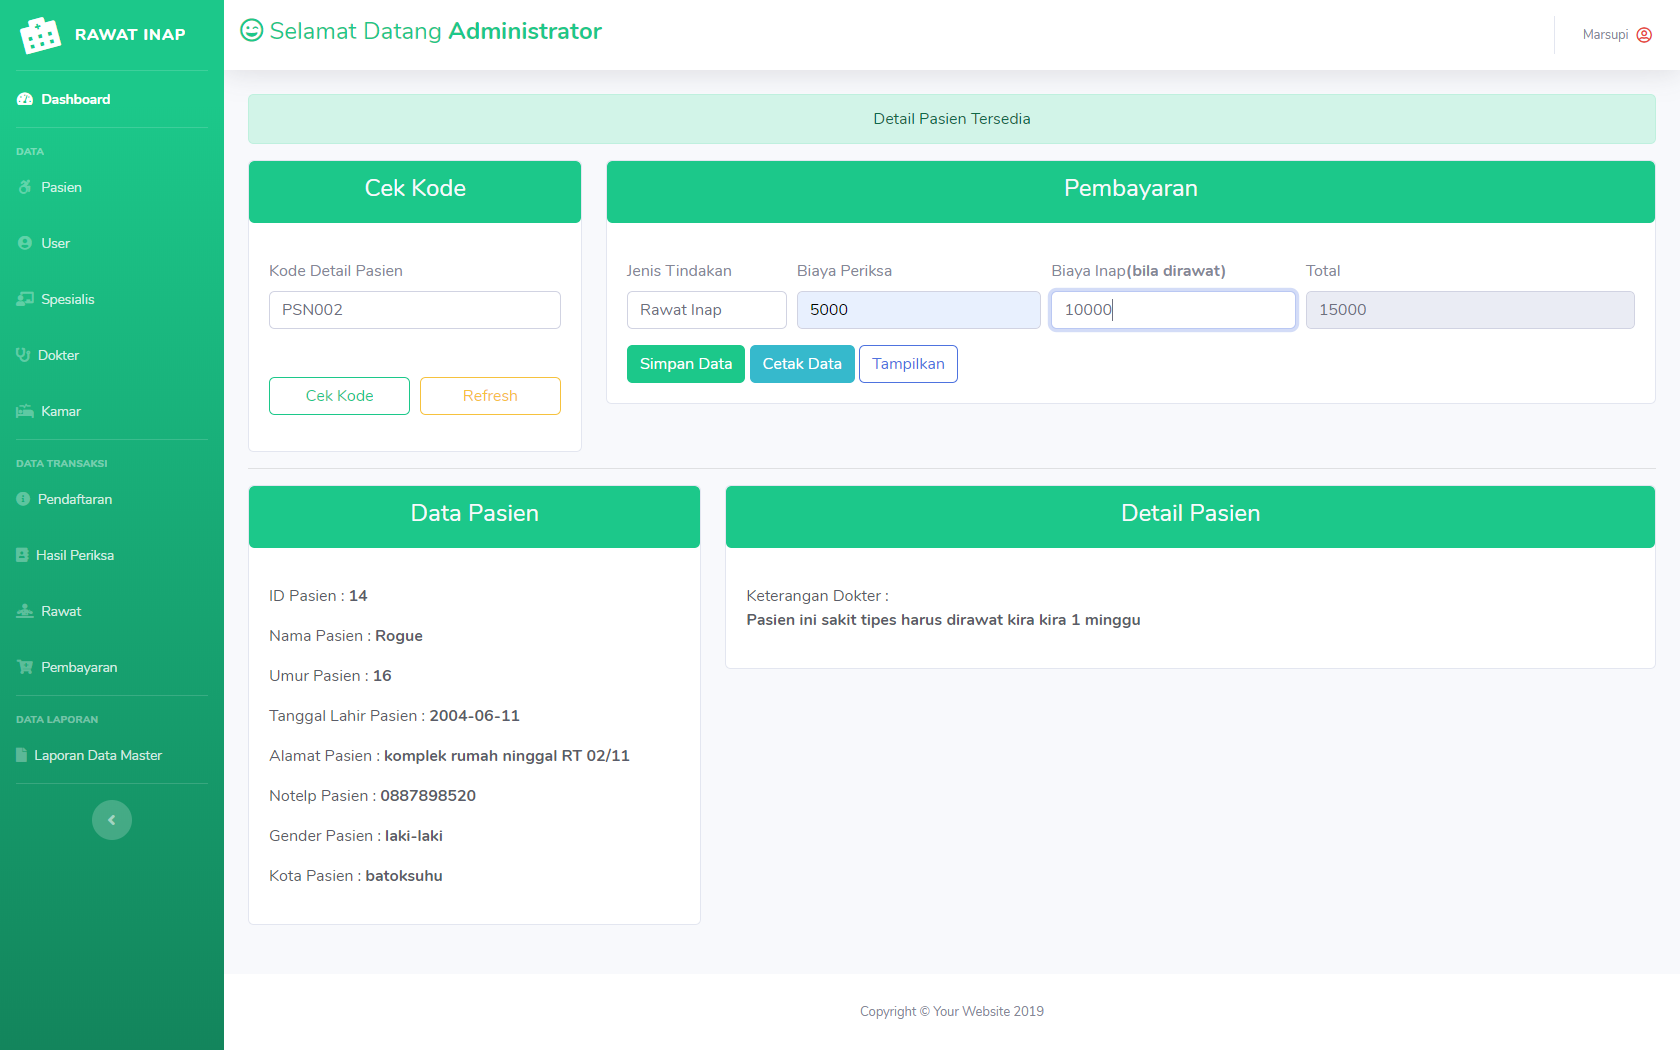 RAWAT INAP
Dashboard
DATA
Pasien
User
Spesialis
Dokter
Kamar
DATA TRANSAKSI
Pendaftaran
Hasil Periksa
Rawat
Pembayaran
DATA LAPORAN
Laporan Data Master
Selamat Datang Administrator
Marsupi
Detail Pasien Tersedia
Cek Kode
Kode Detail Pasien
PSN002
Cek Kode Refresh
Pembayaran
Jenis Tindakan Biaya Periksa Biaya Inap(bila dirawat) Total
Rawat Inap 5000 10000 15000
Simpan Data Cetak Data Tampilkan
Data Pasien
ID Pasien : 14
Nama Pasien : Rogue
Umur Pasien : 16
Tanggal Lahir Pasien : 2004-06-11
Alamat Pasien : komplek rumah ninggal RT 02/11
Notelp Pasien : 0887898520
Gender Pasien : laki-laki
Kota Pasien : batoksuhu
Detail Pasien
Keterangan Dokter :
Pasien ini sakit tipes harus dirawat kira kira 1 minggu
Copyright © Your Website 2019